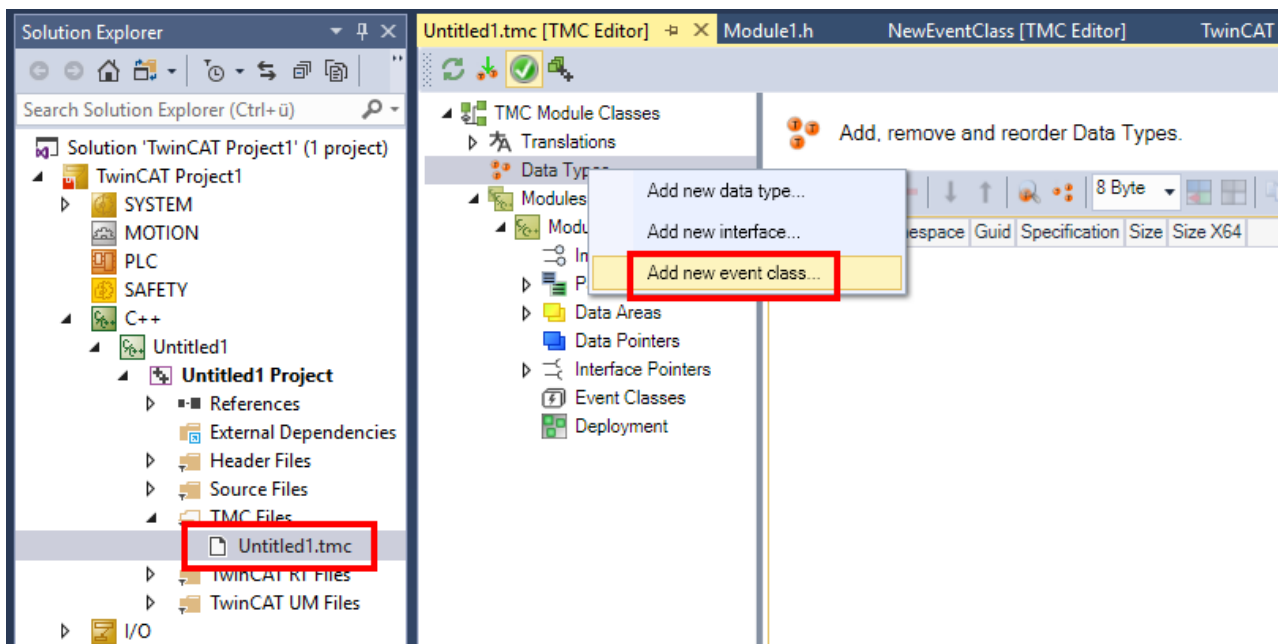 Solution Explorer
Search Solution Explorer (Ctrl+ü)
Solution 'TwinCAT Project1' (1 project)
TwinCAT Project1
SYSTEM
MOTION
PLC
SAFETY
C++
Untitled1
Untitled1 Project
References
External Dependencies
Header Files
Source Files
TMC Files
Untitled1.tmc
TwinCAT RT Files
TwinCAT UM Files
I/O
Untitled1.tmc [TMC Editor] Module1.h NewEventClass [TMC Editor] TwinCAT
TMC Module Classes
Translations
Data Types
Modules
Modu
In
P
Data Areas
Data Pointers
Interface Pointers
Event Classes
Deployment
Add new data type...
Add new interface...
Add new event class...
Add, remove and reorder Data Types.
8 Byte
espace Guid Specification Size Size X64